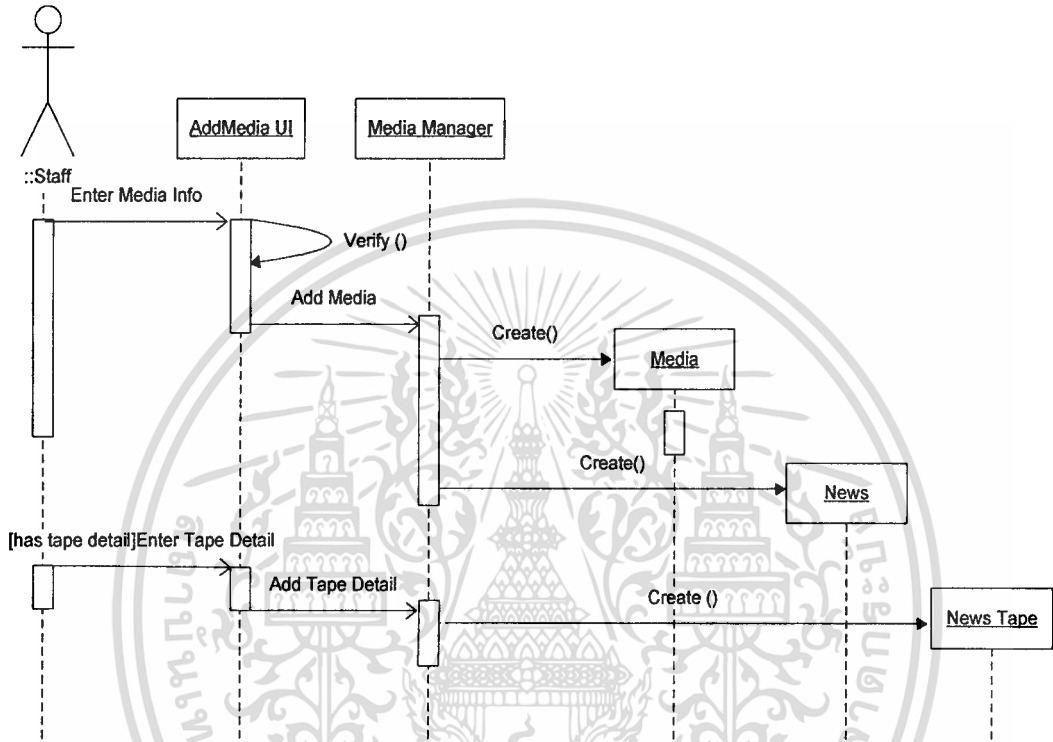 AddMedia UI
Media Manager
::Staff
Enter Media Info
Verify ()
Add Media
Create()
Media
Create()
News
[has tape detail]Enter Tape Detail
Add Tape Detail
Create ()
News Tape